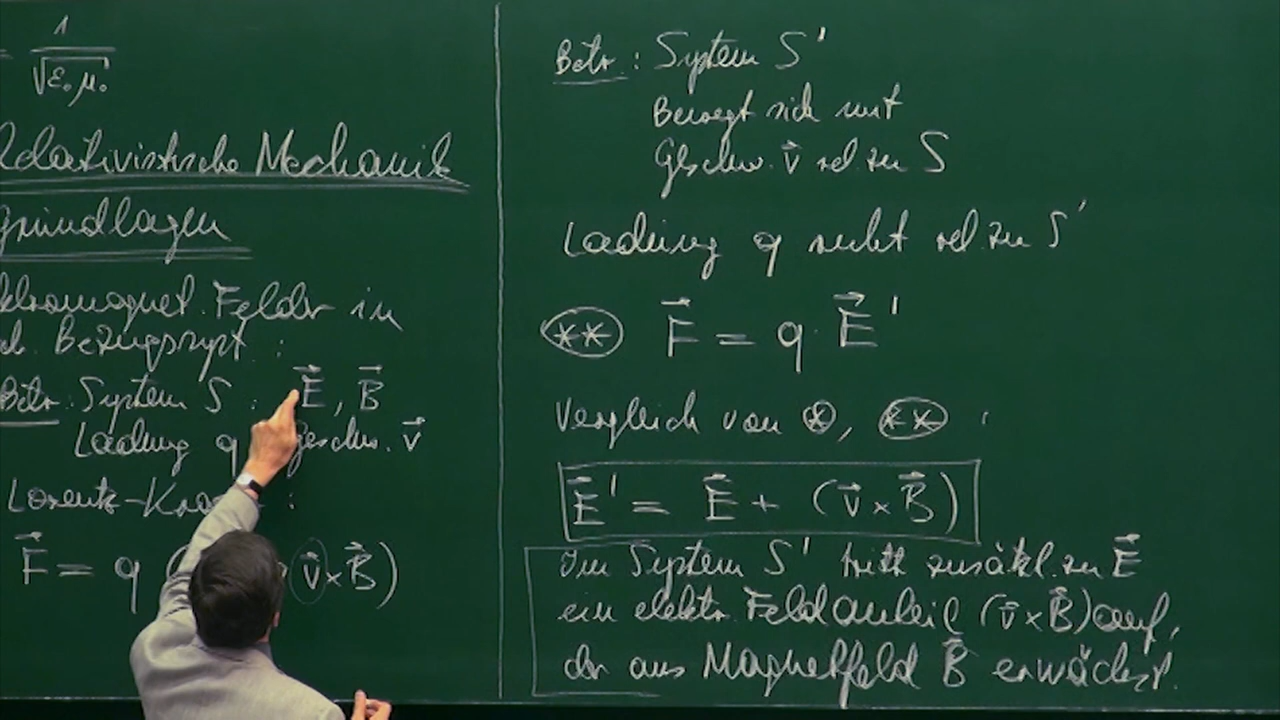 = 1/√ε₀μ₀
Relativistische Mechanik
Grundlagen
Elektromagnet. Felder in
Bezugssyst :
Betr. System S : E⃗, B⃗
Ladung q Geschw. v⃗
Lorentz-Kra :
F⃗ = q ( v⃗ × B⃗)
Betr : System S'
Bewegt sich mit
Geschw. v⃗ rel zu S
Ladung q ruht rel. zu S'
(**) F⃗ = q · E⃗'
Vergleich von (*), (**) :
E⃗' = E⃗ + (v⃗ × B⃗)
Im System S' tritt zusätzl. zu E⃗
ein elektr. Feldanteil (v⃗ × B⃗) auf,
der aus Magnetfeld B⃗ erwächst.